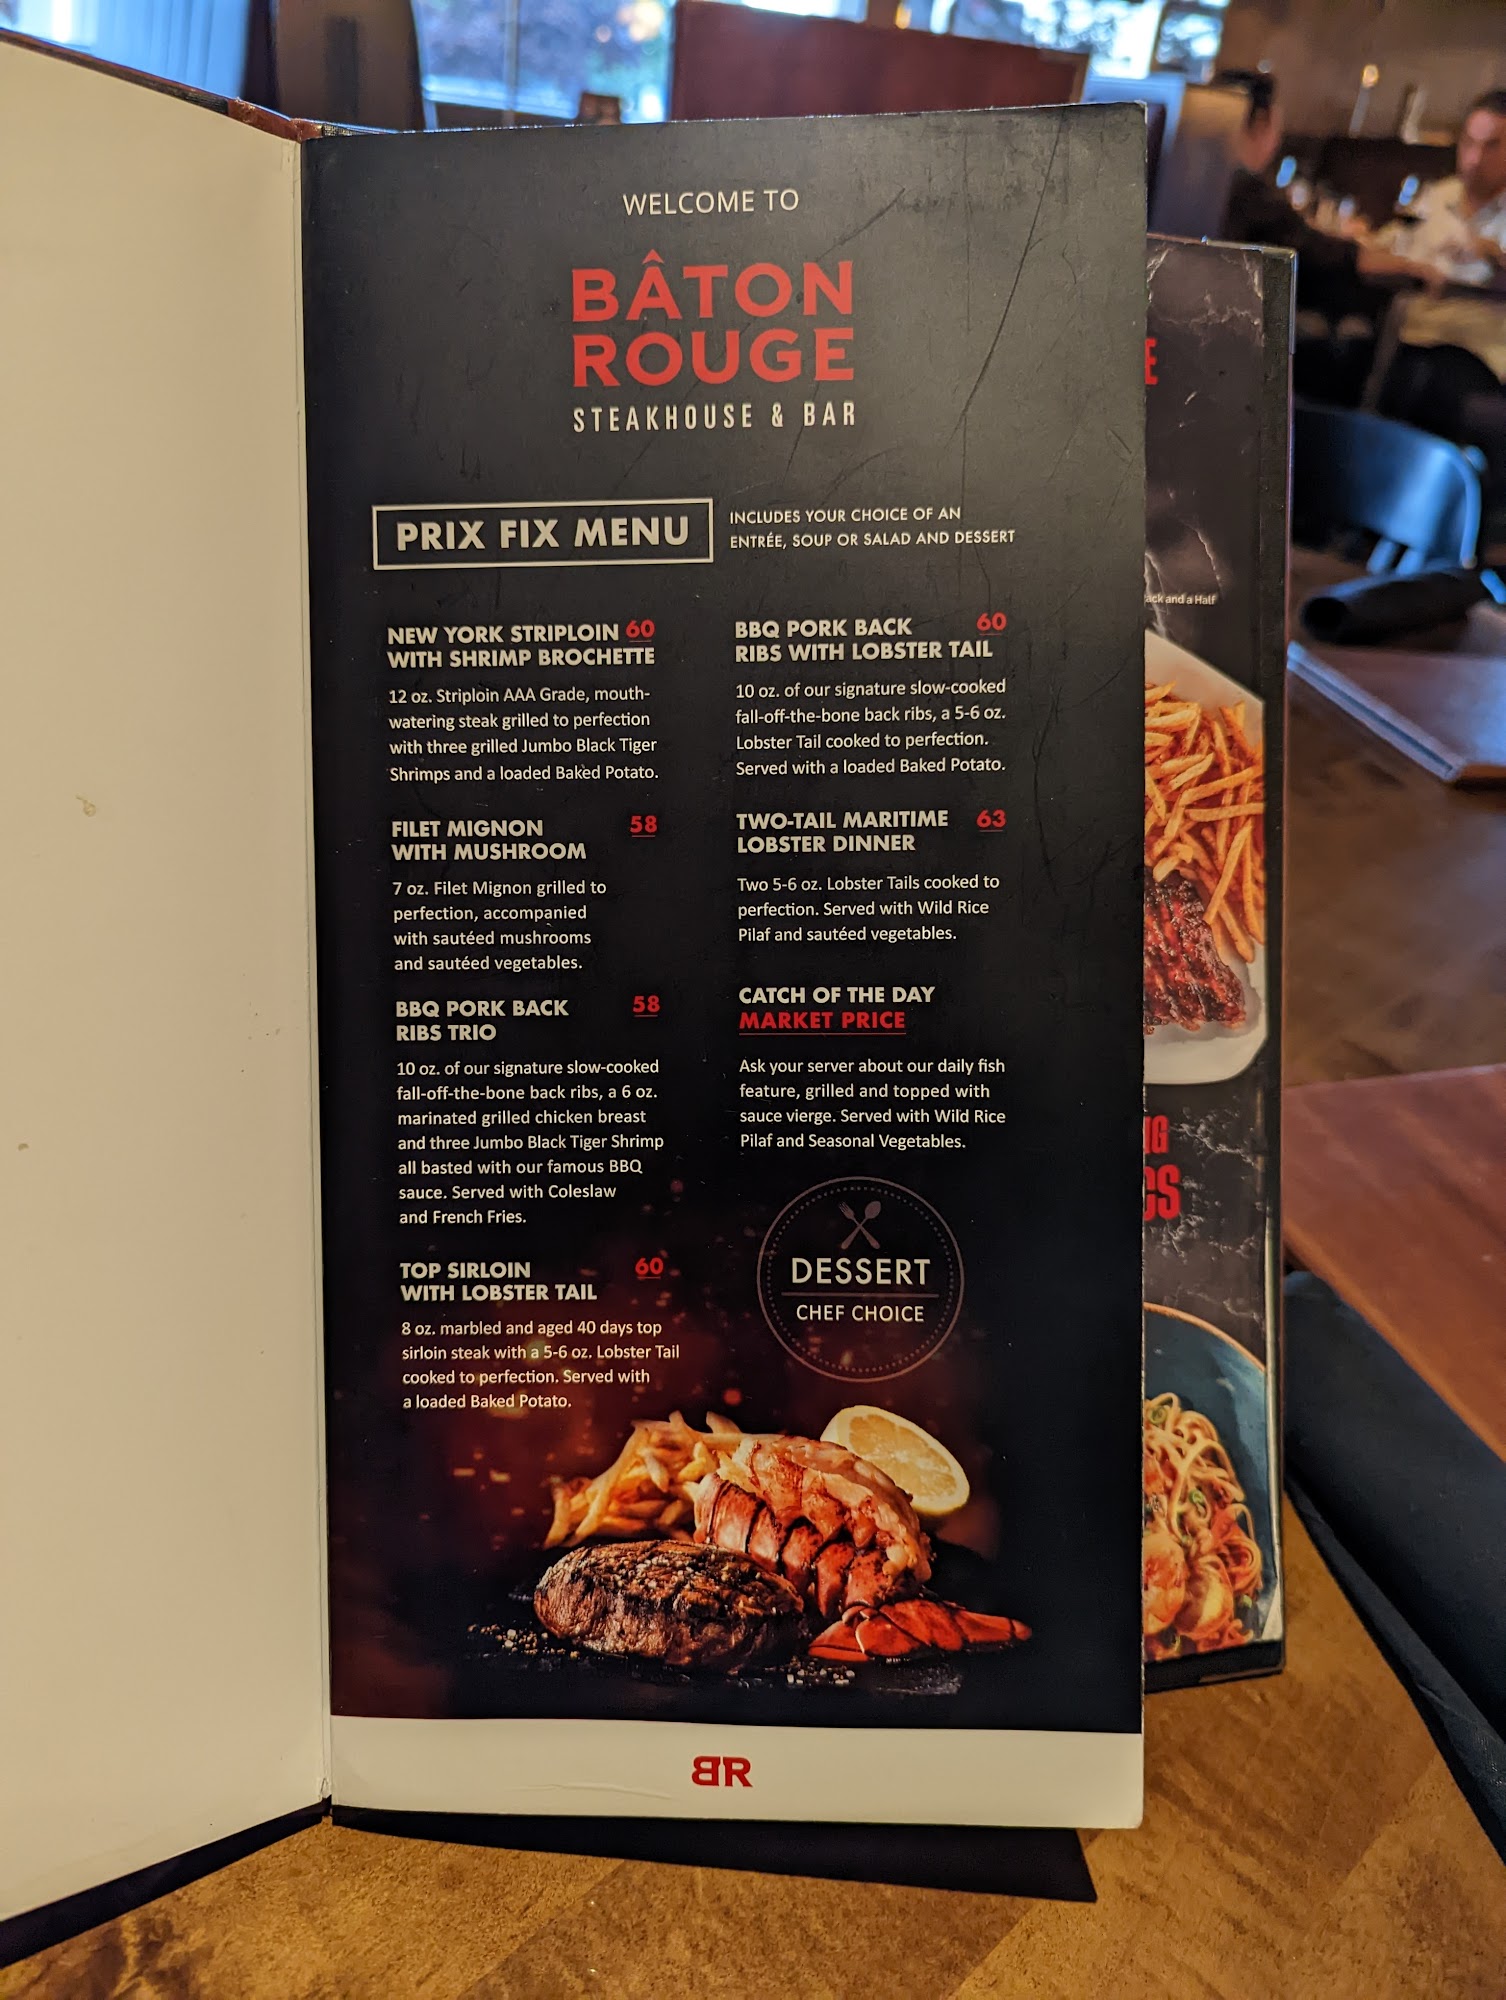 WELCOME TO
BÂTON
ROUGE
STEAKHOUSE & BAR
PRIX FIX MENU
INCLUDES YOUR CHOICE OF AN
ENTRÉE, SOUP OR SALAD AND DESSERT
NEW YORK STRIPLOIN 60
WITH SHRIMP BROCHETTE
12 oz. Striploin AAA Grade, mouth-
watering steak grilled to perfection
with three grilled Jumbo Black Tiger
Shrimps and a loaded Baked Potato.
FILET MIGNON 58
WITH MUSHROOM
7 oz. Filet Mignon grilled to
perfection, accompanied
with sautéed mushrooms
and sautéed vegetables.
BBQ PORK BACK 58
RIBS TRIO
10 oz. of our signature slow-cooked
fall-off-the-bone back ribs, a 6 oz.
marinated grilled chicken breast
and three Jumbo Black Tiger Shrimp
all basted with our famous BBQ
sauce. Served with Coleslaw
and French Fries.
TOP SIRLOIN 60
WITH LOBSTER TAIL
8 oz. marbled and aged 40 days top
sirloin steak with a 5-6 oz. Lobster Tail
cooked to perfection. Served with
a loaded Baked Potato.
BBQ PORK BACK 60
RIBS WITH LOBSTER TAIL
10 oz. of our signature slow-cooked
fall-off-the-bone back ribs, a 5-6 oz.
Lobster Tail cooked to perfection.
Served with a loaded Baked Potato.
TWO-TAIL MARITIME 63
LOBSTER DINNER
Two 5-6 oz. Lobster Tails cooked to
perfection. Served with Wild Rice
Pilaf and sautéed vegetables.
CATCH OF THE DAY
MARKET PRICE
Ask your server about our daily fish
feature, grilled and topped with
sauce vierge. Served with Wild Rice
Pilaf and Seasonal Vegetables.
DESSERT
CHEF CHOICE
BR
E
ack and a Half
IG
CS